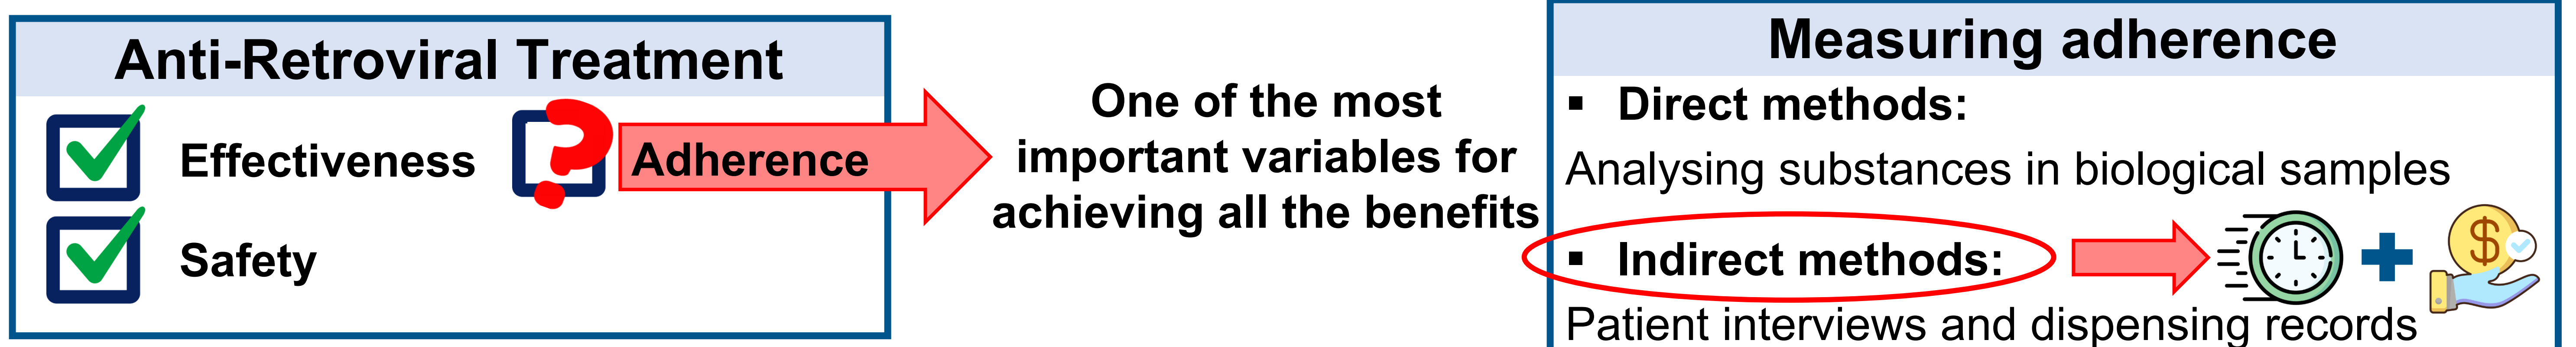 Anti-Retroviral Treatment
Effectiveness
Adherence
Safety
One of the most
important variables for
achieving all the benefits
Measuring adherence
▪ Direct methods:
Analysing substances in biological samples
▪ Indirect methods:
Patient interviews and dispensing records